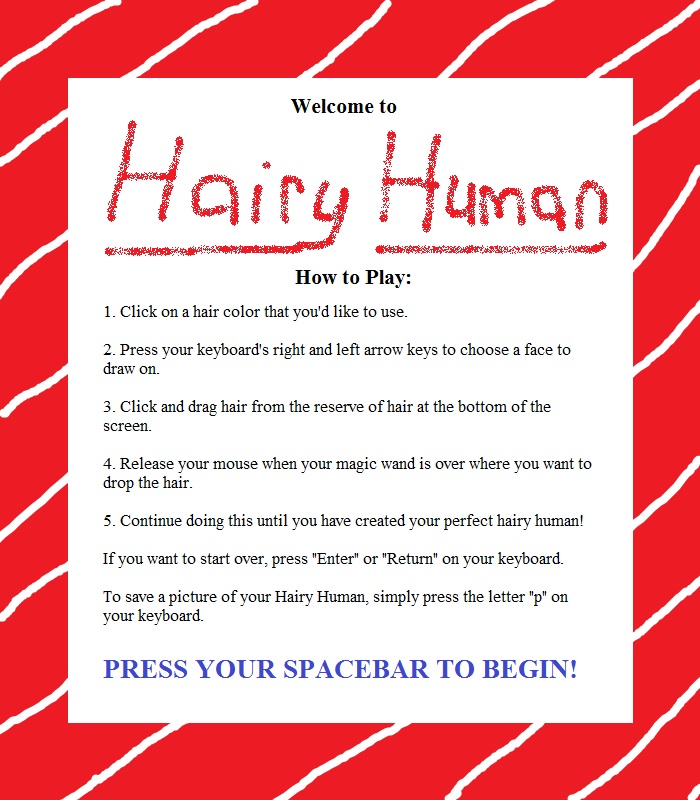 Welcome to
Hairy Human
How to Play:
1. Click on a hair color that you'd like to use.
2. Press your keyboard's right and left arrow keys to choose a face to
draw on.
3. Click and drag hair from the reserve of hair at the bottom of the
screen.
4. Release your mouse when your magic wand is over where you want to
drop the hair.
5. Continue doing this until you have created your perfect hairy human!
If you want to start over, press "Enter" or "Return" on your keyboard.
To save a picture of your Hairy Human, simply press the letter "p" on
your keyboard.
PRESS YOUR SPACEBAR TO BEGIN!